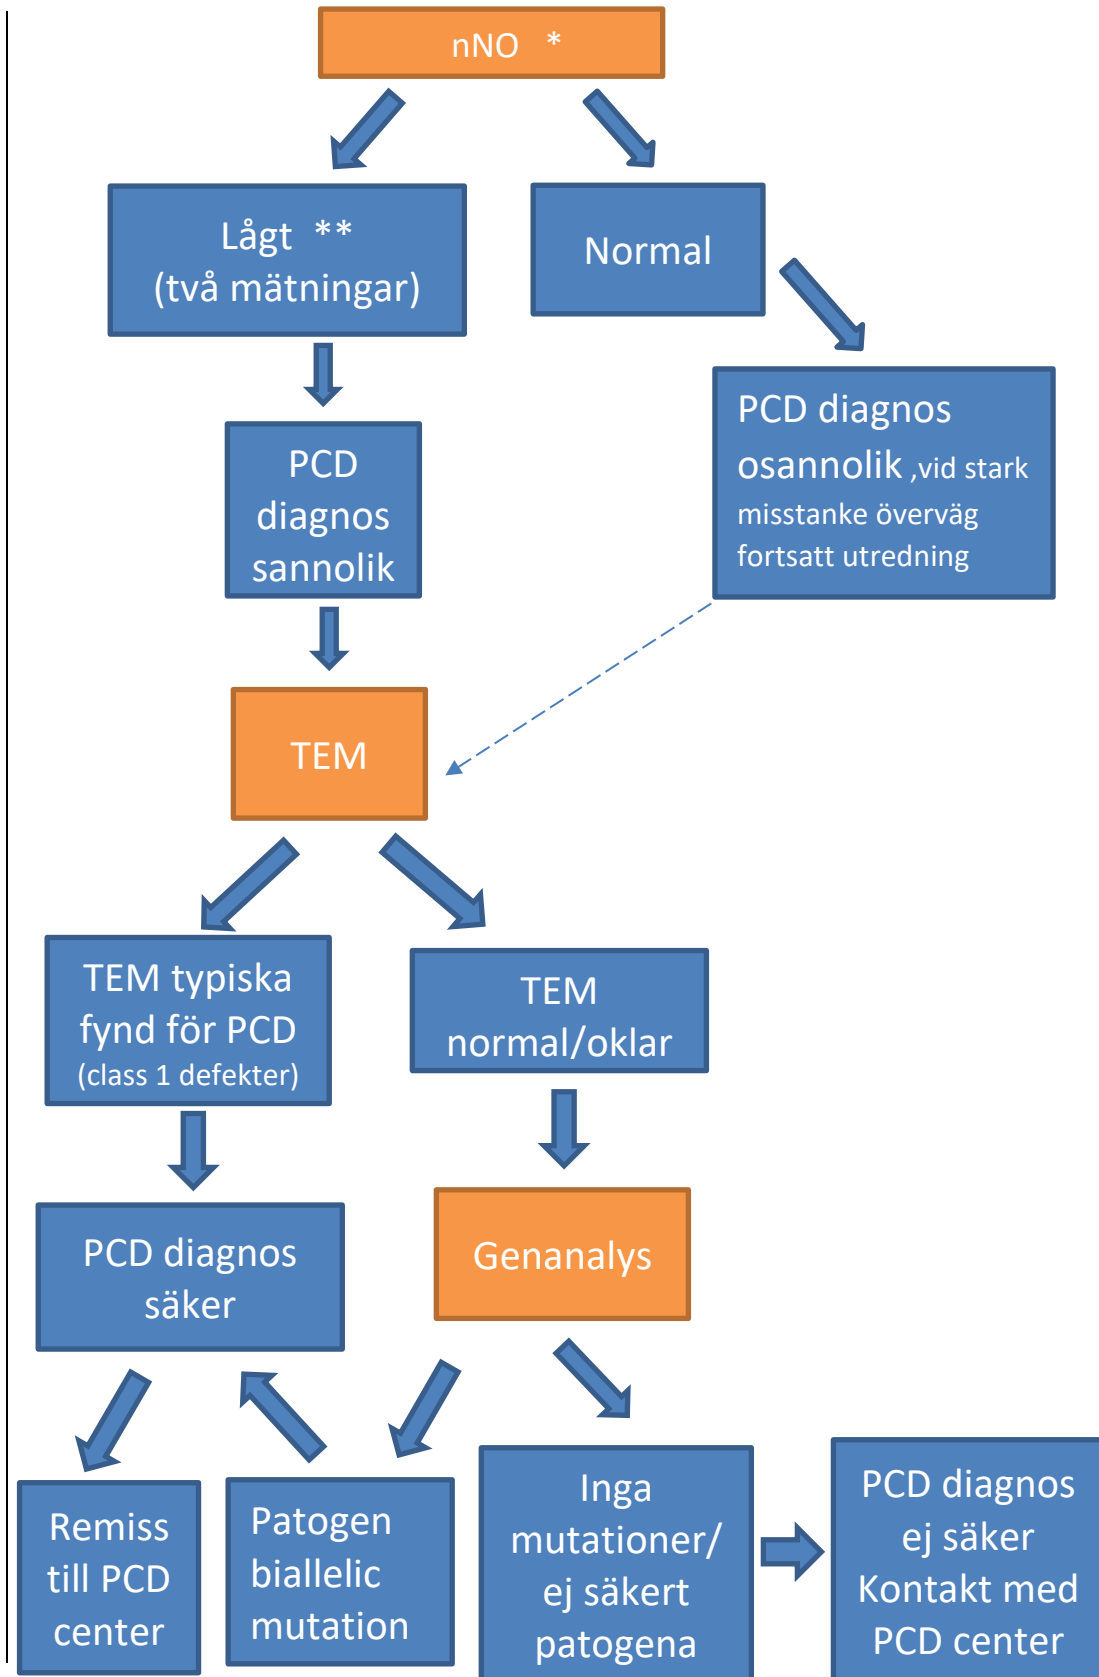 nNO *
Lågt **
(två mätningar)
Normal
PCD
diagnos
sannolik
PCD diagnos
osannolik ,vid stark
misstanke överväg
fortsatt utredning
TEM
TEM typiska
fynd för PCD
(class 1 defekter)
TEM
normal/oklar
PCD diagnos
säker
Genanalys
Remiss
till PCD
center
Patogen
biallelic
mutation
Inga
mutationer/
ej säkert
patogena
PCD diagnos
ej säker
Kontakt med
PCD center